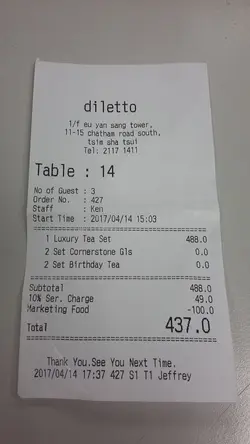 diletto
1/f eu yan sang tower,
11-15 chatham road south,
tsim sha tsui
Tel: 2117 1411
Table : 14
No of Guest : 3
Order No. : 427
Staff : Ken
Start Time : 2017/04/14 15:03
1 Luxury Tea Set 488.0
2 Set Cornerstone Gls 0.0
2 Set Birthday Tea 0.0
Subtotal 488.0
10% Ser. Charge 49.0
Marketing Food -100.0
Total 437.0
Thank You.See You Next Time.
2017/04/14 17:37 427 S1 T1 Jeffrey